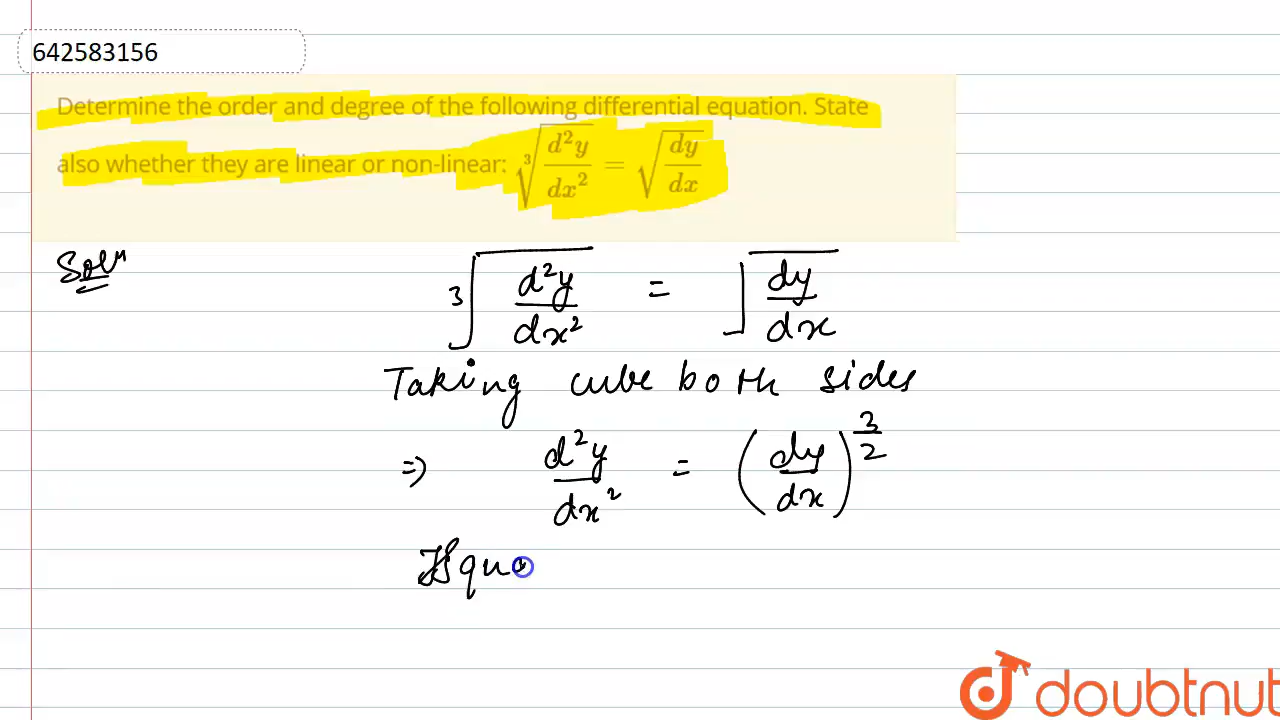 642583156
Determine the order and degree of the following differential equation. State
also whether they are linear or non-linear: ∛(d²y/dx²) = √(dy/dx)
Solⁿ
∛(d²y/dx²) = √(dy/dx)
Taking cube both sides
⇒ d²y/dx² = (dy/dx)^(3/2)
doubtnut